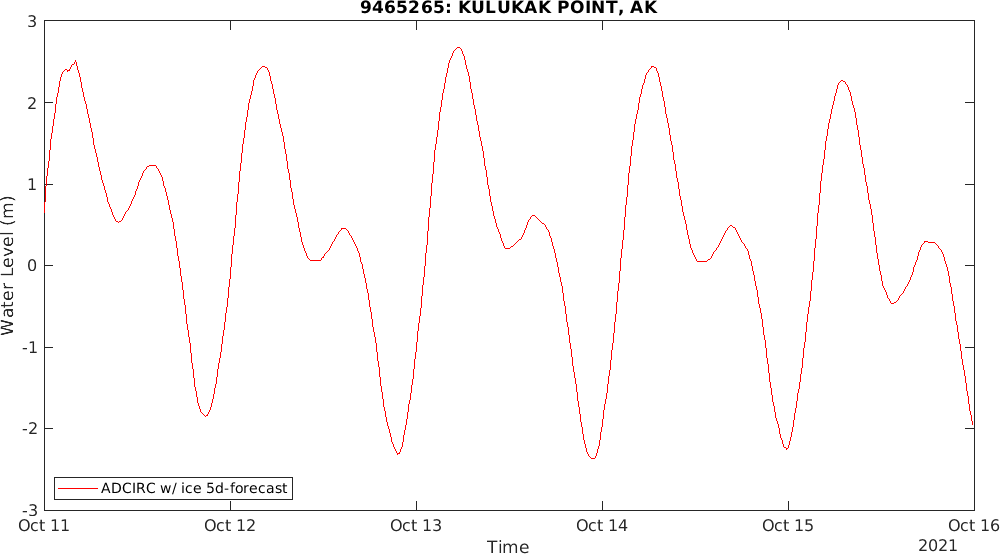 9465265: KULUKAK POINT, AK
Water Level (m)
3
2
1
0
-1
-2
-3
ADCIRC w/ ice 5d-forecast
Oct 11 Oct 12 Oct 13 Oct 14 Oct 15 Oct 16
Time
2021